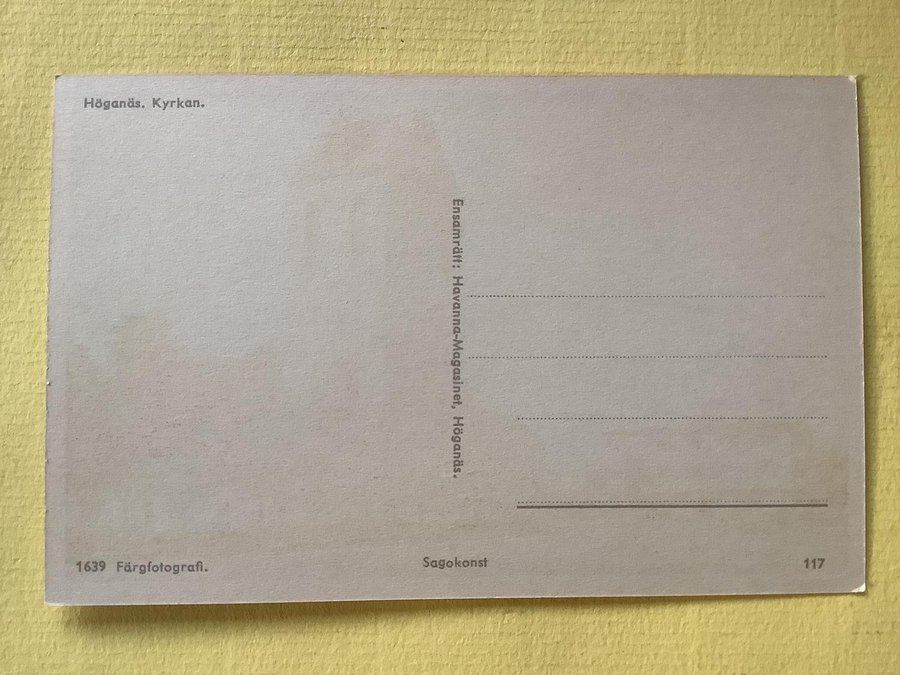 Höganäs. Kyrkan.
Ensamrätt: Havanna-Magasinet, Höganäs.
1639 Färgfotografi.
Sagokonst
117